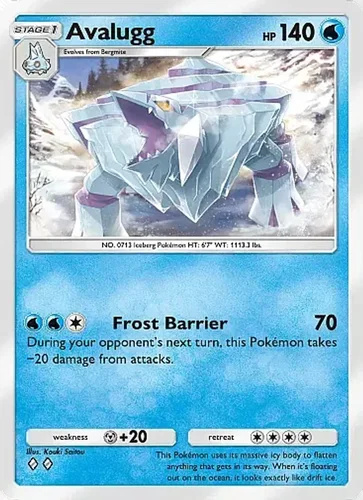 STAGE 1 Avalugg HP 140
Evolves from Bergmite
NO. 0713 Iceberg Pokémon HT: 6'7" WT: 1113.3 lbs.
Frost Barrier 70
During your opponent's next turn, this Pokémon takes
−20 damage from attacks.
weakness +20 retreat
Illus. Kouki Saitou
This Pokémon uses its massive icy body to flatten
anything that gets in its way. When it's floating
out on the ocean, it looks exactly like drift ice.